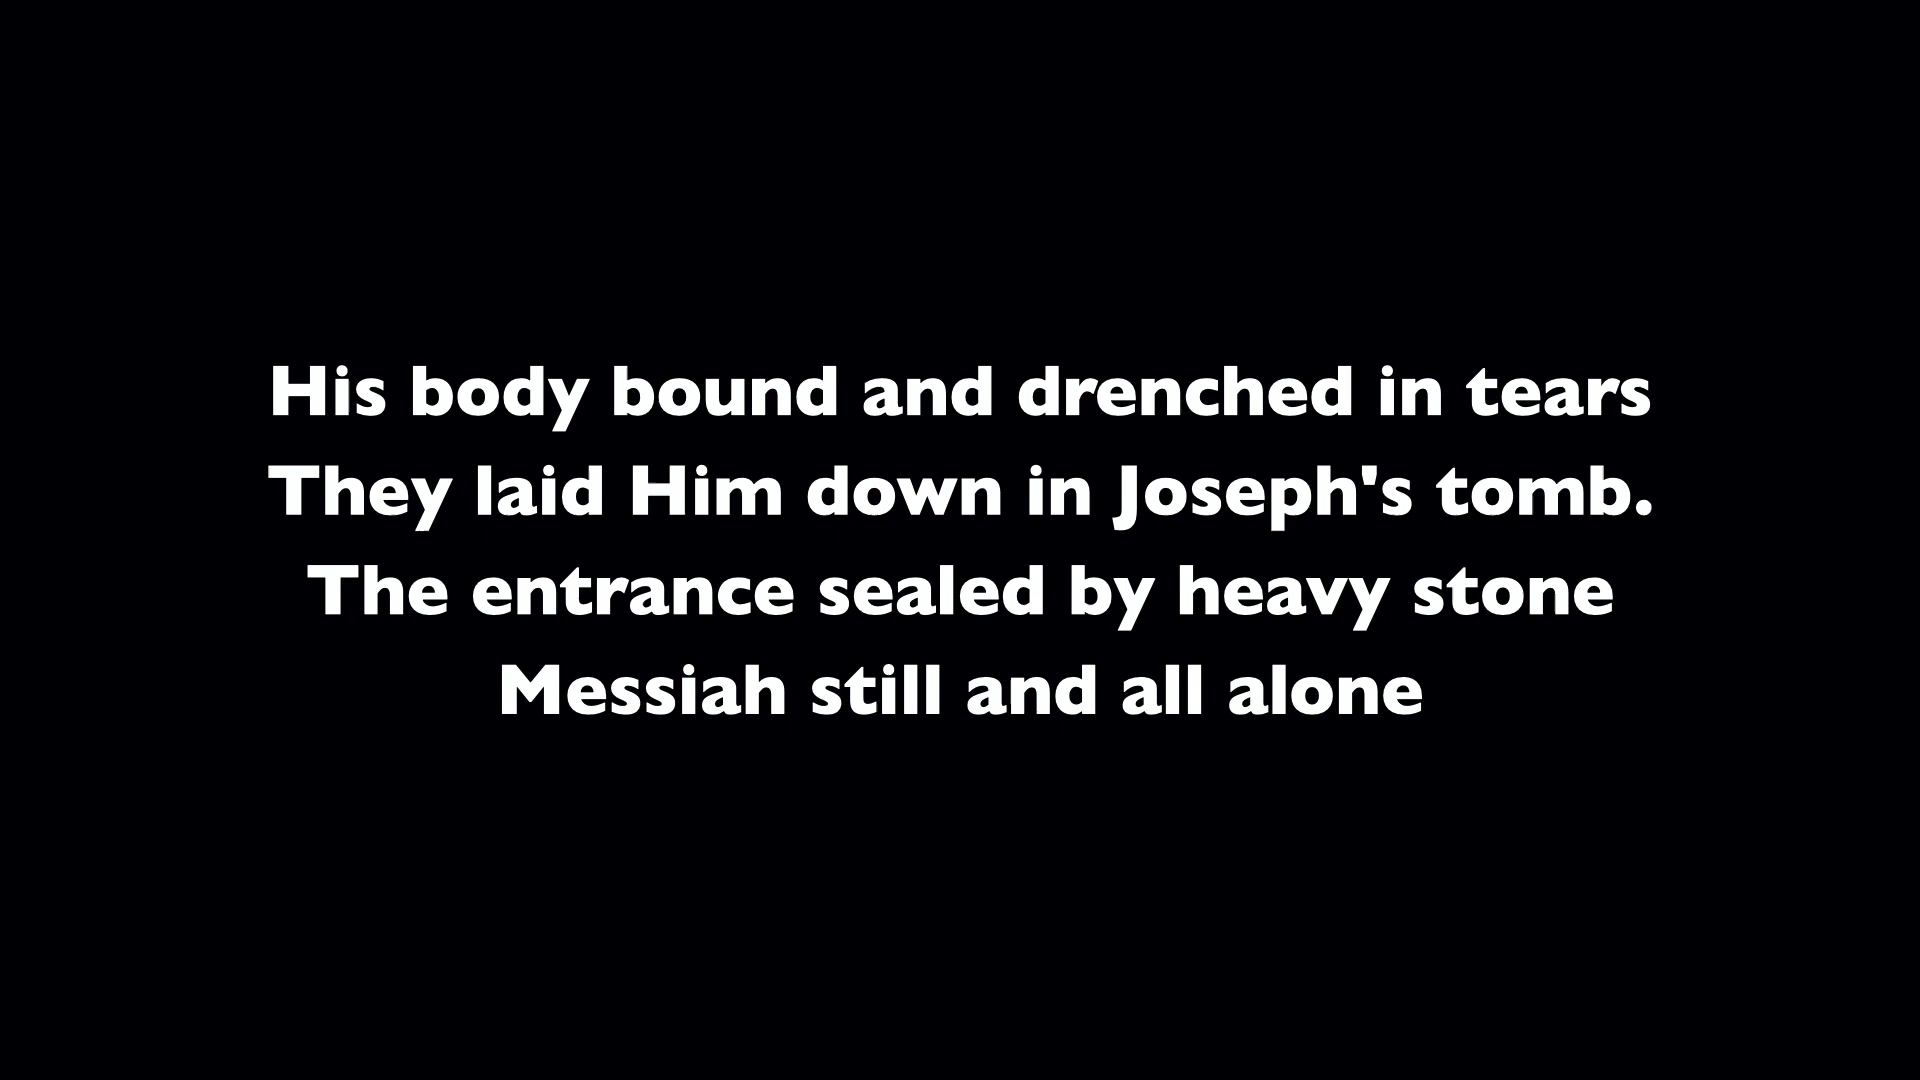 His body bound and drenched in tears
They laid Him down in Joseph's tomb.
The entrance sealed by heavy stone
Messiah still and all alone